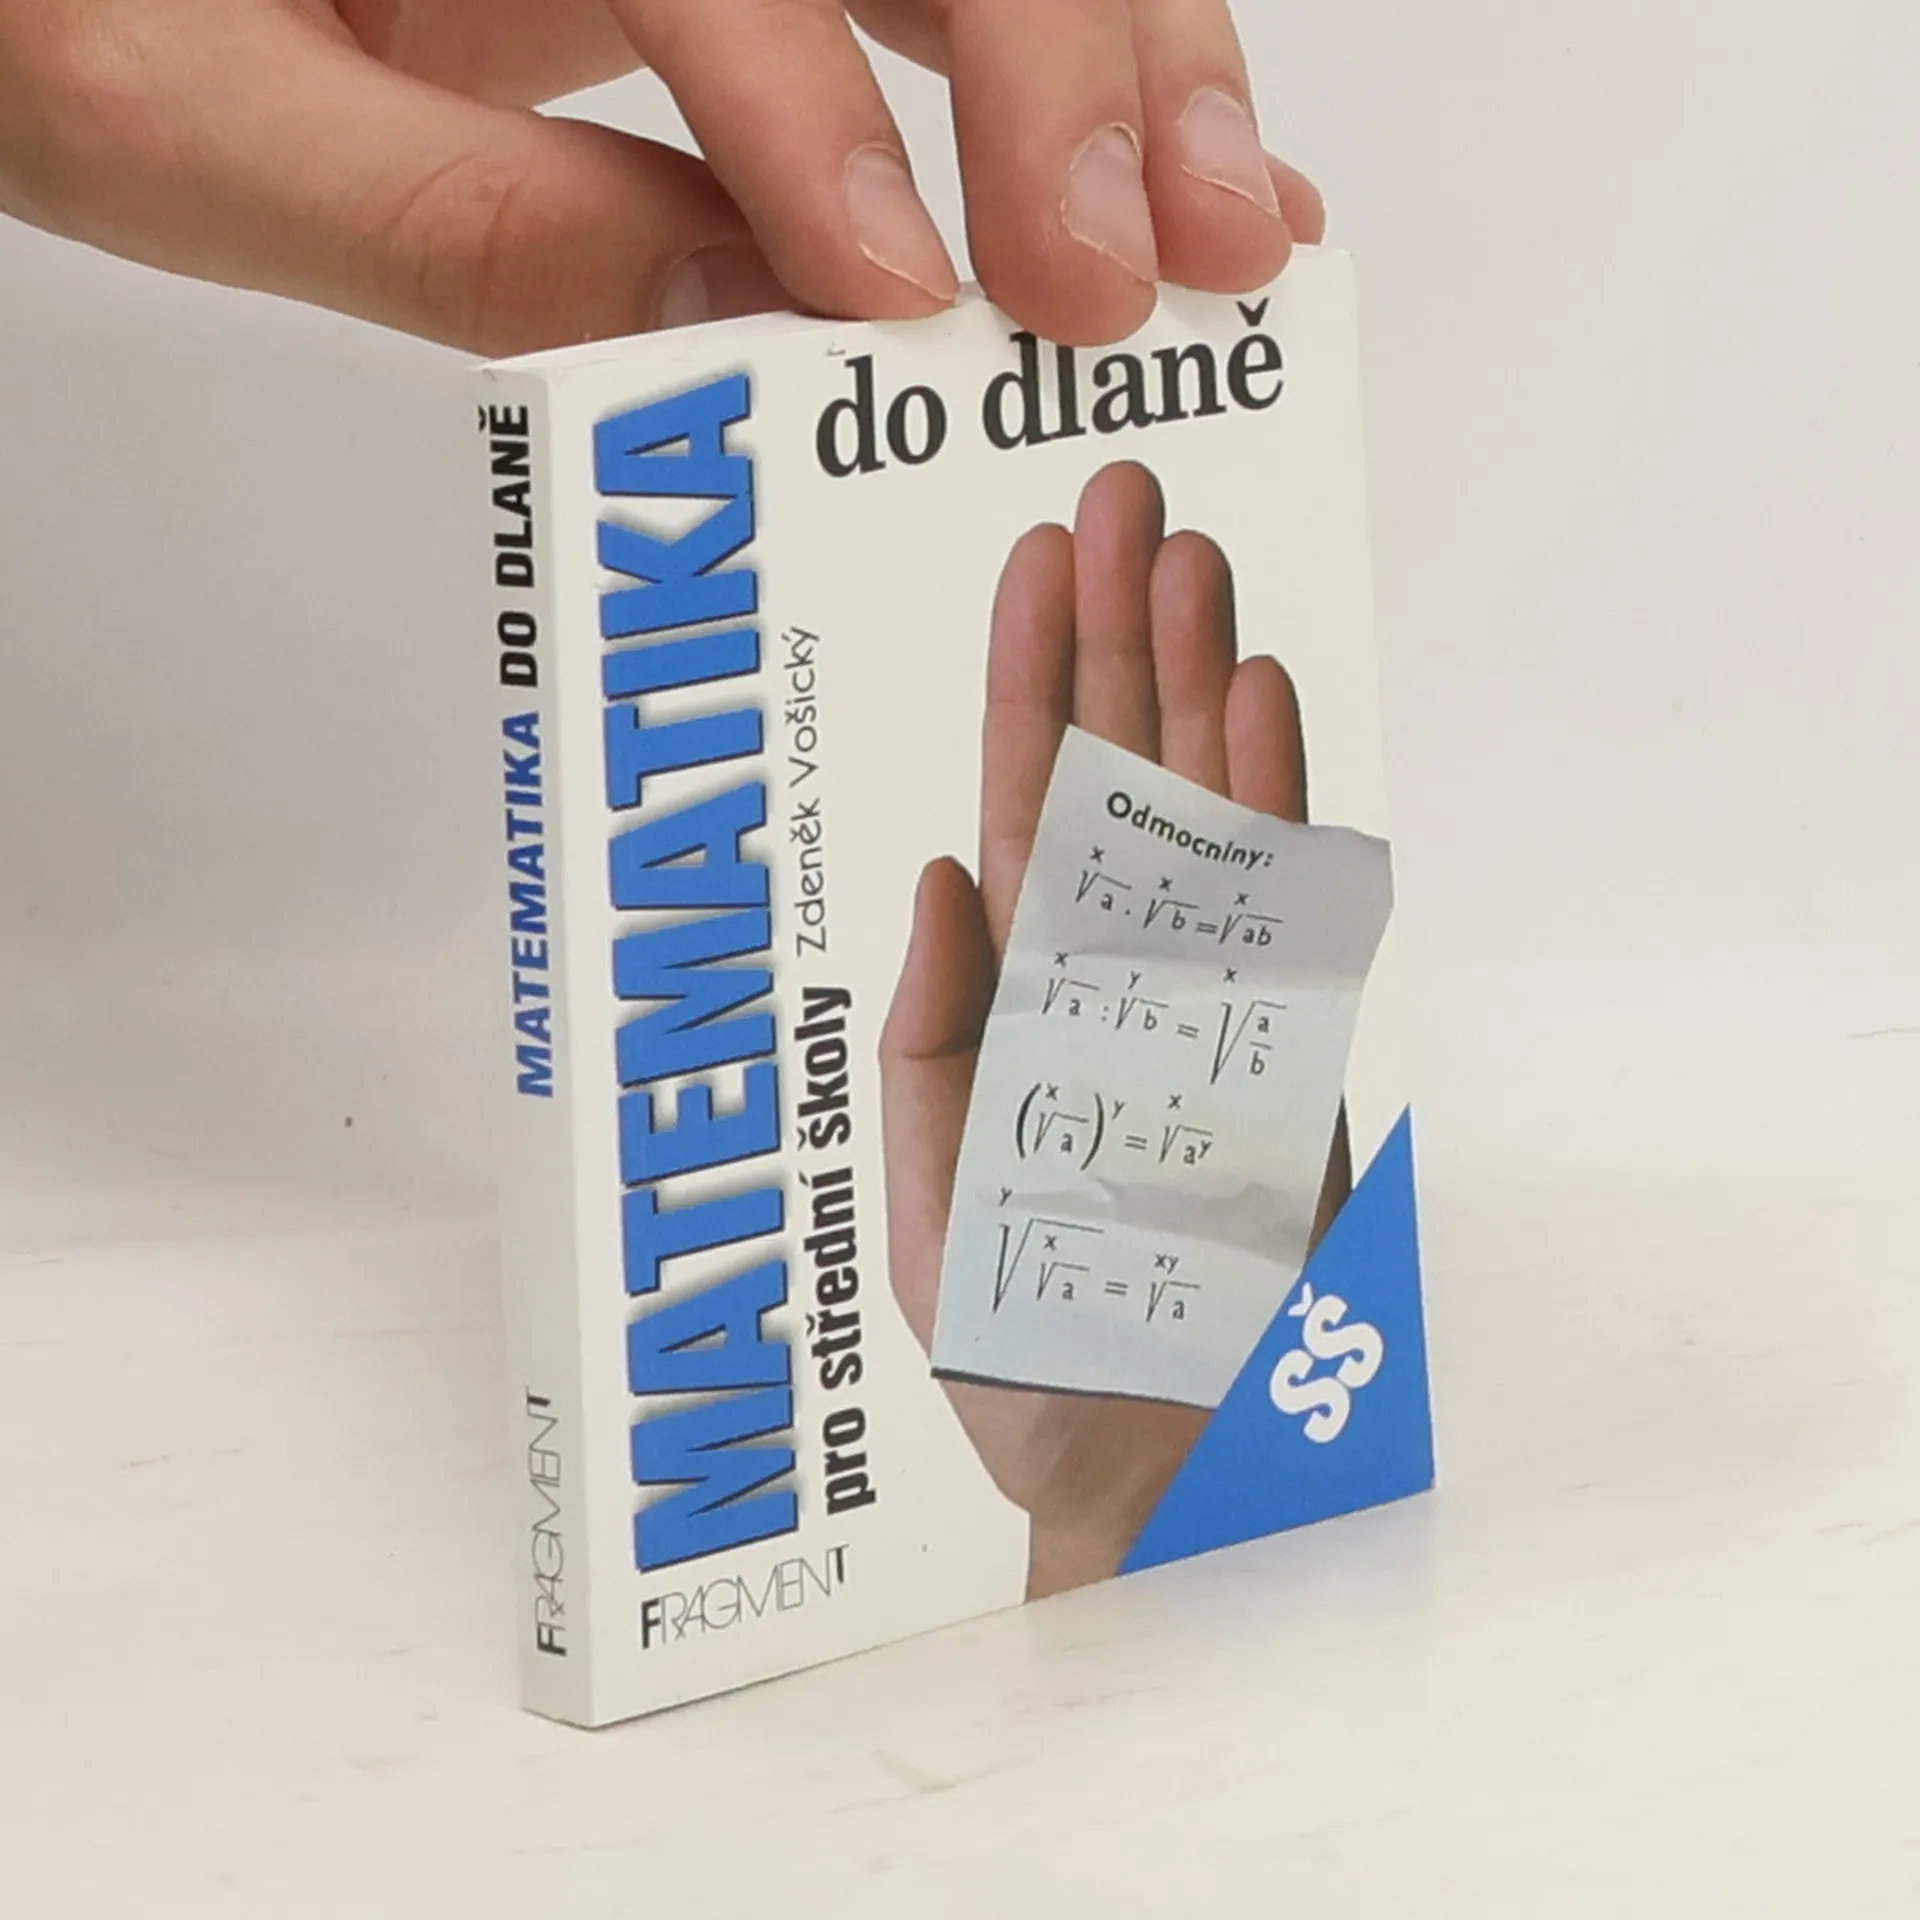 MATEMATIKA DO DLANĚ
FRAGMENT
MATEMATIKA
do dlaně
pro střední školy
Zdeněk Vošický
Odmocniny:
ˣ√a . ˣ√b = ˣ√ab
ˣ√a : ʸ√b = ˣ√a/b
(ˣ√a)ʸ = ˣ√aʸ
ʸ√ˣ√a = ˣʸ√a
SŠ
FRAGMENT